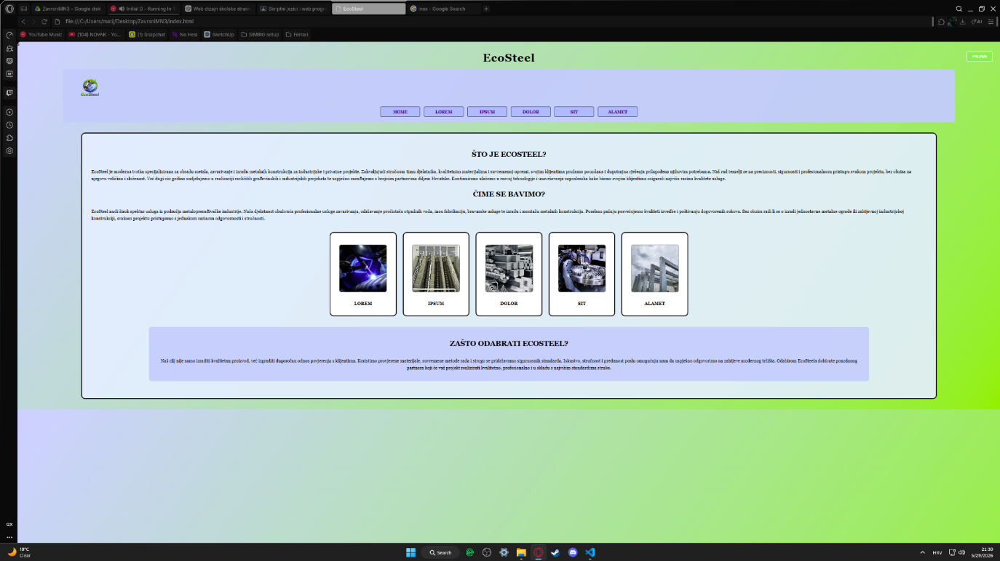 ZavrsniMN3 – Google disk
Initial D - Running In T
Web dizajn školske strani
Skriptni jezici i web progr
EcoSteel
inox - Google Search
file:///C:/Users/matij/Desktop/ZavrsniMN3/index.html
AI
YouTube Music
(104) NOVAK - Yo...
(1) Snapchat
No Hesi
SketchUp
SIMRIG setup
Ferrari
EcoSteel
PRIJAVA
EcoSteel
HOME
LOREM
IPSUM
DOLOR
SIT
ALAMET
ŠTO JE ECOSTEEL?
EcoSteel je moderna tvrtka specijalizirana za obradu metala, zavarivanje i izradu metalnih konstrukcija za industrijske i privatne projekte. Zahvaljujući stručnom timu djelatnika, kvalitetnim materijalima i suvremenoj opremi, svojim klijentima pružamo pouzdana i dugotrajna rješenja prilagođena njihovim potrebama. Naš rad temelji se na preciznosti, sigurnosti i profesionalnom pristupu svakom projektu, bez obzira na
njegovu veličinu i složenost. Već dugi niz godina sudjelujemo u realizaciji različitih građevinskih i industrijskih projekata te uspješno surađujemo s brojnim partnerima diljem Hrvatske. Kontinuirano ulažemo u razvoj tehnologije i usavršavanje zaposlenika kako bismo svojim klijentima osigurali najvišu razinu kvalitete usluge.
ČIME SE BAVIMO?
EcoSteel nudi širok spektar usluga iz područja metaloprerađivačke industrije. Naša djelatnost obuhvaća profesionalne usluge zavarivanja, održavanje pročistača otpadnih voda, inox fabrikaciju, bravarske usluge te izradu i montažu metalnih konstrukcija. Posebnu pažnju posvećujemo kvaliteti izvedbe i poštivanju dogovorenih rokova. Bez obzira radi li se o izradi jednostavne metalne ograde ili zahtjevnoj industrijskoj
konstrukciji, svakom projektu pristupamo s jednakom razinom odgovornosti i stručnosti.
LOREM
IPSUM
DOLOR
SIT
ALAMET
ZAŠTO ODABRATI ECOSTEEL?
Naš cilj nije samo izraditi kvalitetan proizvod, već izgraditi dugoročan odnos povjerenja s klijentima. Koristimo provjerene materijale, suvremene metode rada i strogo se pridržavamo sigurnosnih standarda. Iskustvo, stručnost i predanost poslu omogućuju nam da uspješno odgovorimo na zahtjeve modernog tržišta. Odabirom EcoSteela dobivate pouzdanog
partnera koji će vaš projekt realizirati kvalitetno, profesionalno i u skladu s najvišim standardima struke.
19°C
Clear
Search
HRV
21:30
5/29/2026